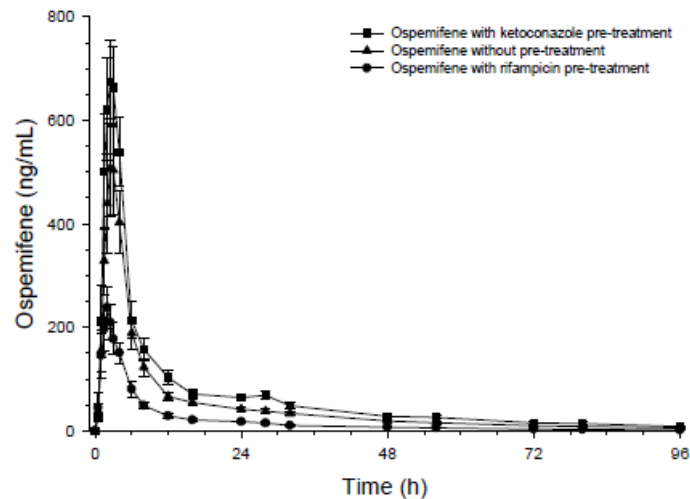 800
600
400
200
0
Ospemifene (ng/mL)
Ospemifene with ketoconazole pre-treatment
Ospemifene without pre-treatment
Ospemifene with rifampicin pre-treatment
0 24 48 72 96
Time (h)